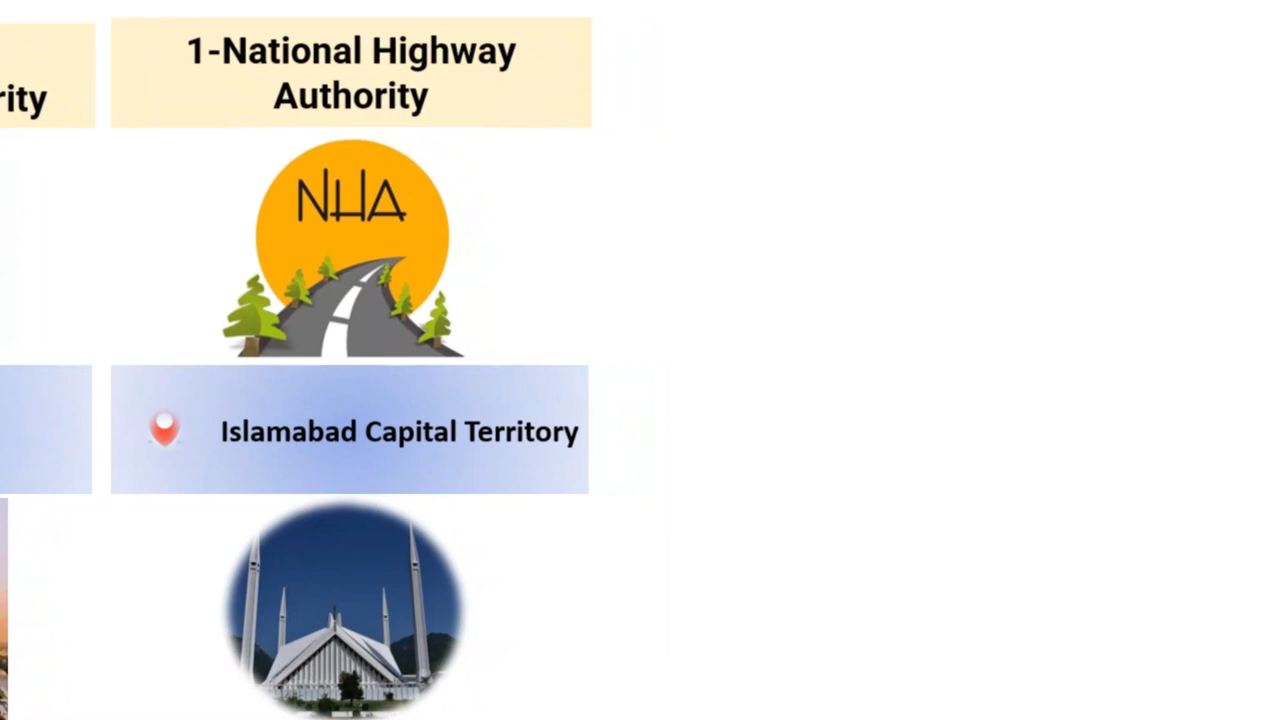 1-National Highway
Authority
rity
NHA
Islamabad Capital Territory